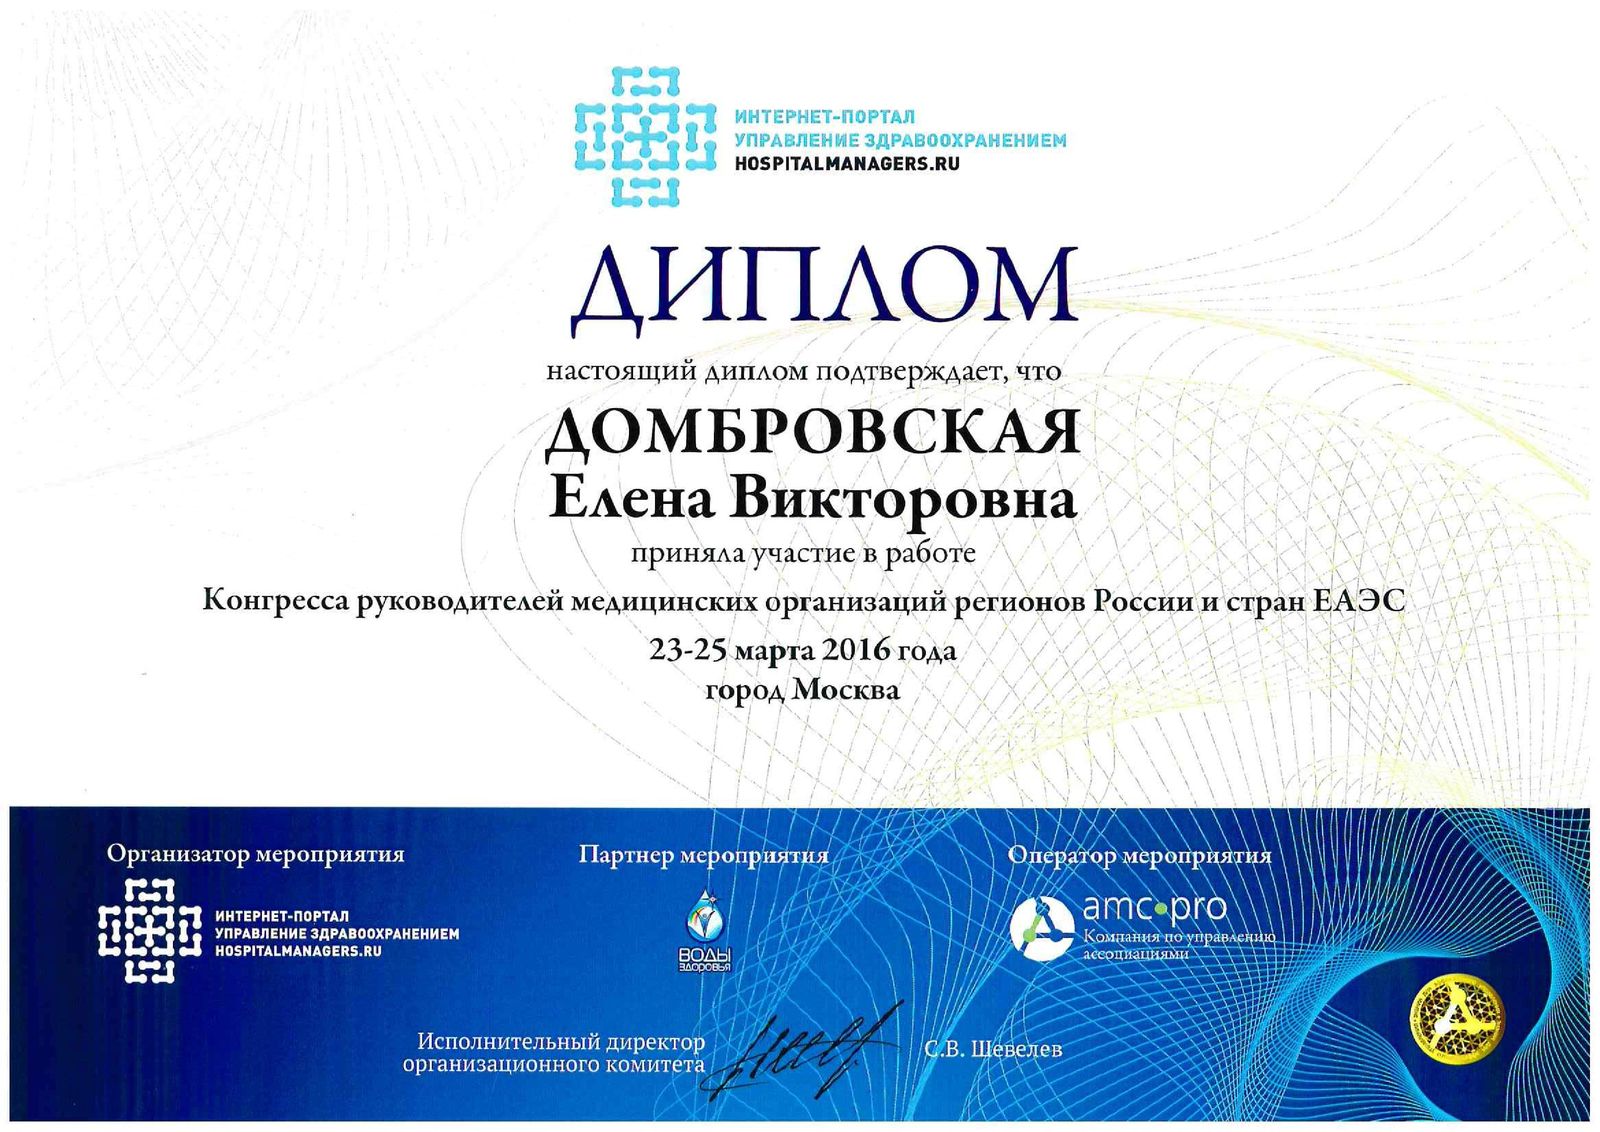 ИНТЕРНЕТ-ПОРТАЛ
УПРАВЛЕНИЕ ЗДРАВООХРАНЕНИЕМ
HOSPITALMANAGERS.RU
ДИПЛОМ
настоящий диплом подтверждает, что
ДОМБРОВСКАЯ
Елена Викторовна
приняла участие в работе
Конгресса руководителей медицинских организаций регионов России и стран ЕАЭС
23-25 марта 2016 года
город Москва
Организатор мероприятия
ИНТЕРНЕТ-ПОРТАЛ
УПРАВЛЕНИЕ ЗДРАВООХРАНЕНИЕМ
HOSPITALMANAGERS.RU
Партнер мероприятия
ВОДЫ
ЗДОРОВЬЯ
Оператор мероприятия
amc•pro
Компания по управлению
ассоциациями
Исполнительный директор
организационного комитета
С.В. Шевелев